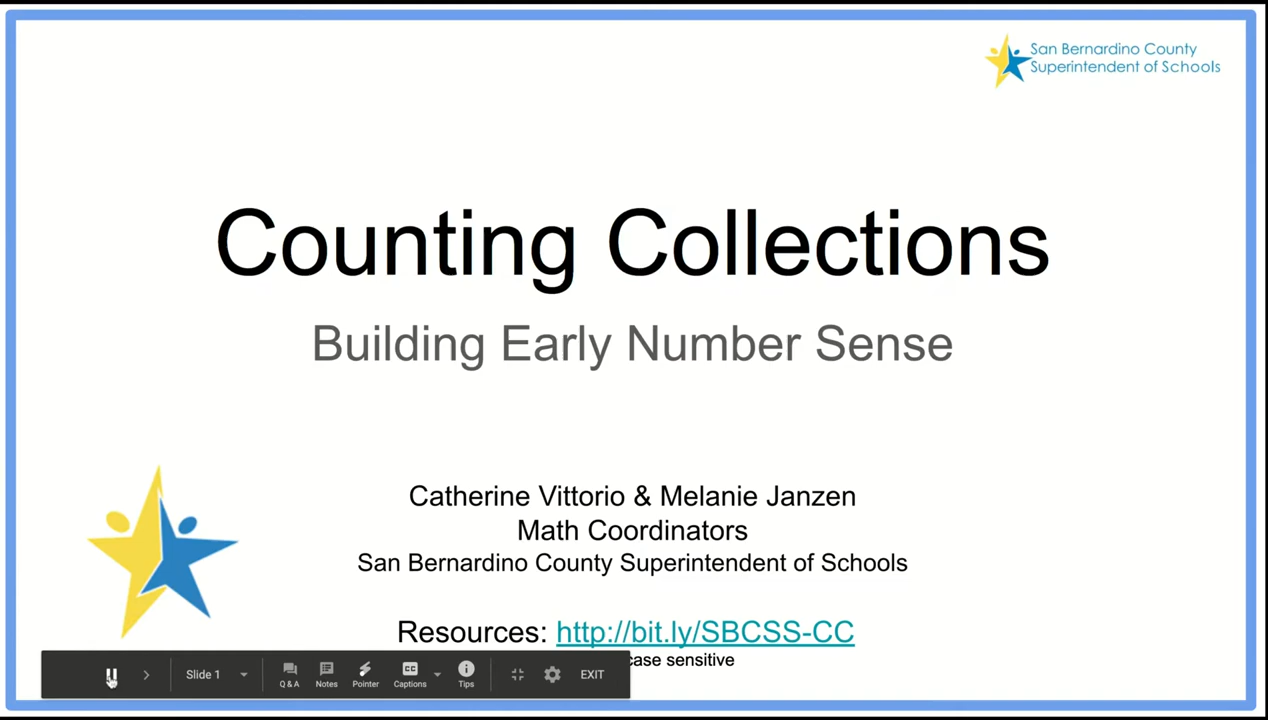 San Bernardino County
Superintendent of Schools
Counting Collections
Building Early Number Sense
Catherine Vittorio & Melanie Janzen
Math Coordinators
San Bernardino County Superintendent of Schools
Resources: http://bit.ly/SBCSS-CC
case sensitive
Slide 1
Q & A
Notes
Pointer
CC
Captions
Tips
EXIT